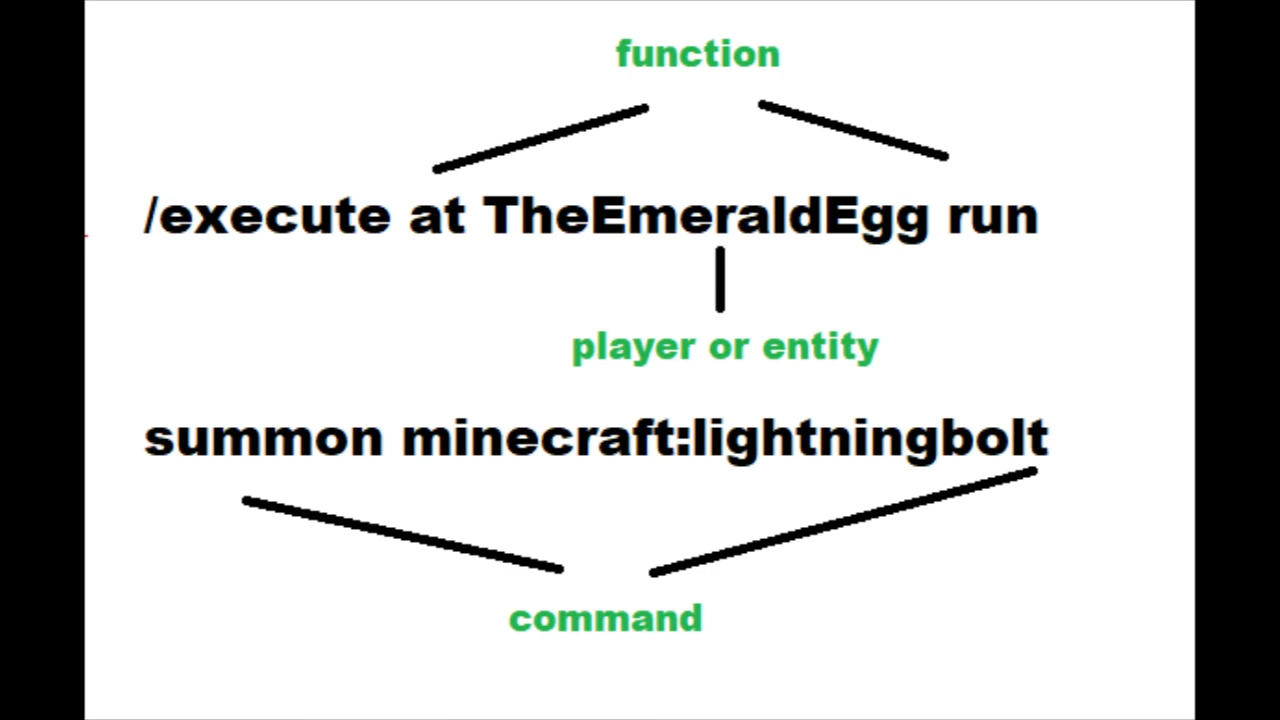 function
/execute at TheEmeraldEgg run
player or entity
summon minecraft:lightningbolt
command